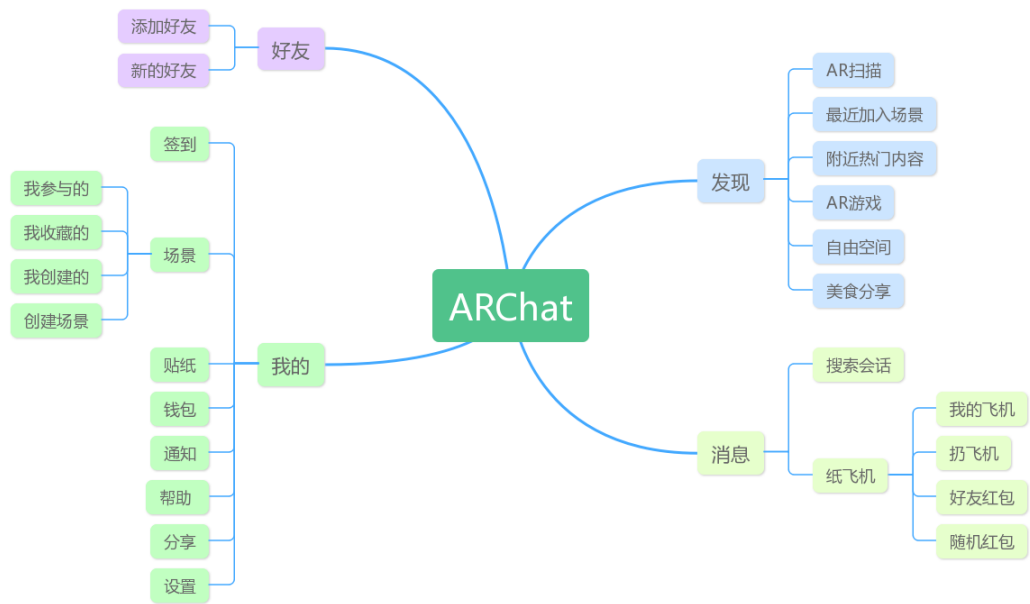 ARChat
好友
添加好友
新的好友
我的
签到
场景
我参与的
我收藏的
我创建的
创建场景
贴纸
钱包
通知
帮助
分享
设置
发现
AR扫描
最近加入场景
附近热门内容
AR游戏
自由空间
美食分享
消息
搜索会话
纸飞机
我的飞机
扔飞机
好友红包
随机红包